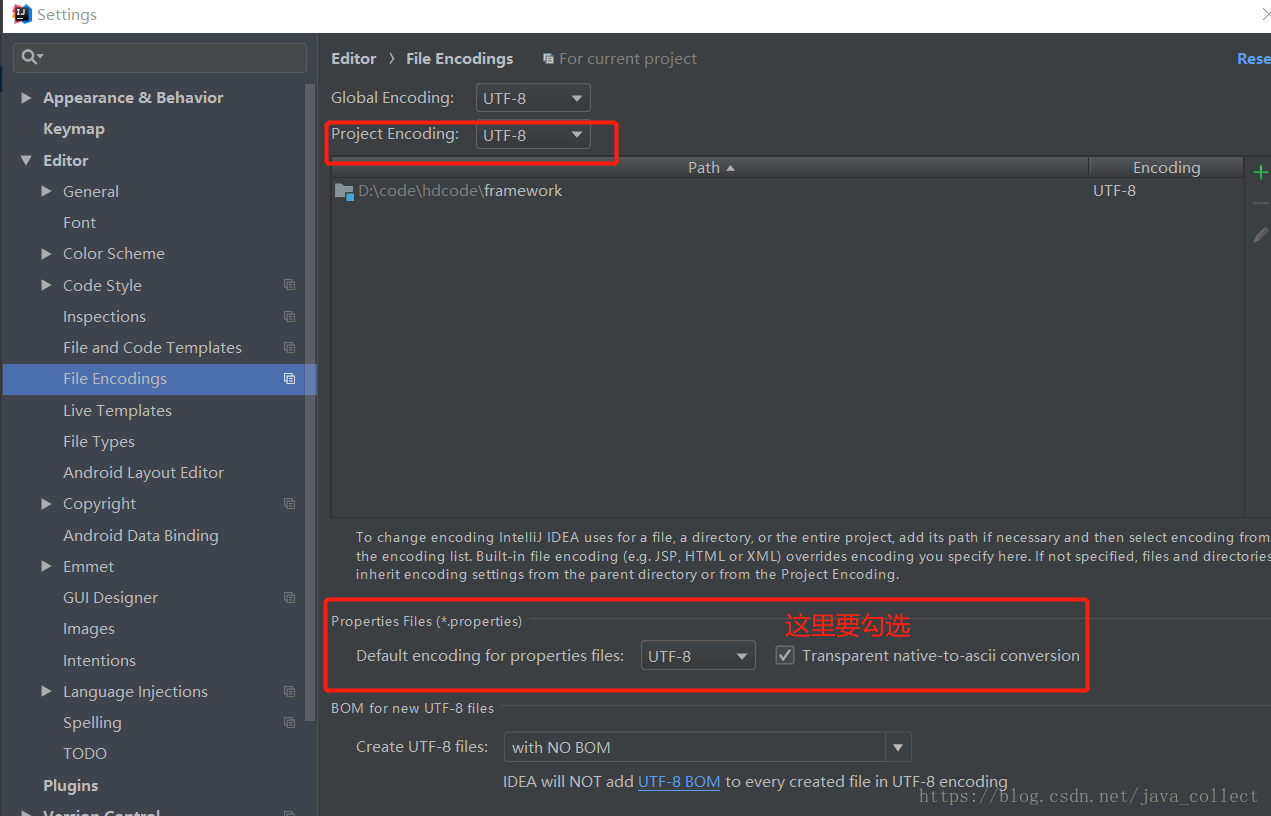 Settings
Editor › File Encodings For current project Rese
Global Encoding: UTF-8
Project Encoding: UTF-8
Path Encoding
D:\code\hdcode\framework UTF-8
Appearance & Behavior
Keymap
Editor
General
Font
Color Scheme
Code Style
Inspections
File and Code Templates
File Encodings
Live Templates
File Types
Android Layout Editor
Copyright
Android Data Binding
Emmet
GUI Designer
Images
Intentions
Language Injections
Spelling
TODO
Plugins
Version Control
To change encoding IntelliJ IDEA uses for a file, a directory, or the entire project, add its path if necessary and then select encoding from
the encoding list. Built-in file encoding (e.g. JSP, HTML or XML) overrides encoding you specify here. If not specified, files and directories
inherit encoding settings from the parent directory or from the Project Encoding.
Properties Files (*.properties)
这里要勾选
Default encoding for properties files: UTF-8 Transparent native-to-ascii conversion
BOM for new UTF-8 files
Create UTF-8 files: with NO BOM
IDEA will NOT add UTF-8 BOM to every created file in UTF-8 encoding
https://blog.csdn.net/java_collect